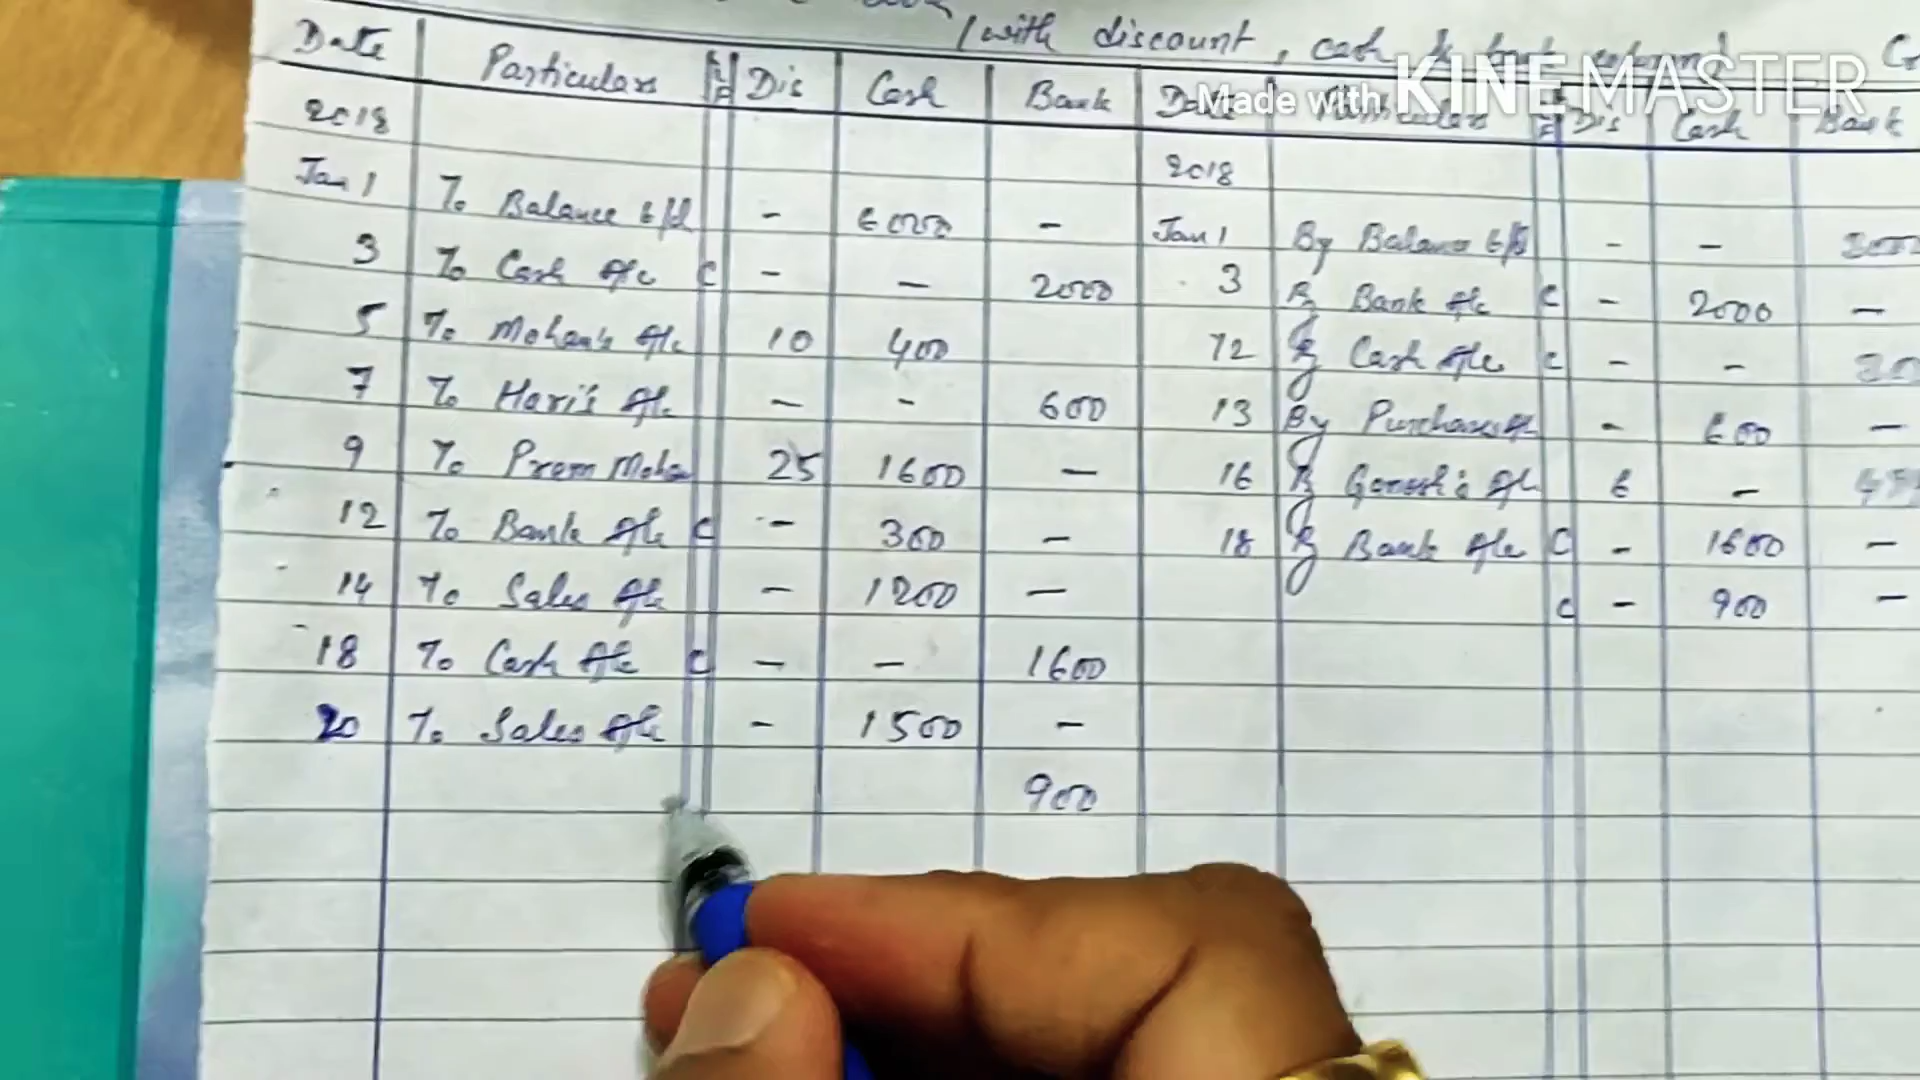 with discount, cash &
Made with KINEMASTER
Date Particulars Dis Cash Bank Date Particulars Dis Cash Bank
2018 2018
Jan 1 To Balance b/d - 6000 - Jan 1 By Balance b/d - -
3 To Cash A/c C - - 2000 3 By Bank A/c C - 2000 -
5 To Mohan's A/c 10 400 12 By Cash A/c C - -
7 To Hari's A/c - - 600 13 By Purchases A/c - 600 -
9 To Prem Mohan 25 1600 - 16 By Ganesh's A/c 6 -
12 To Bank A/c C - 300 - 18 By Bank A/c C - 1600 -
14 To Sales A/c - 1200 - C - 900 -
18 To Cash A/c C - - 1600
20 To Sales A/c - 1500 -
900